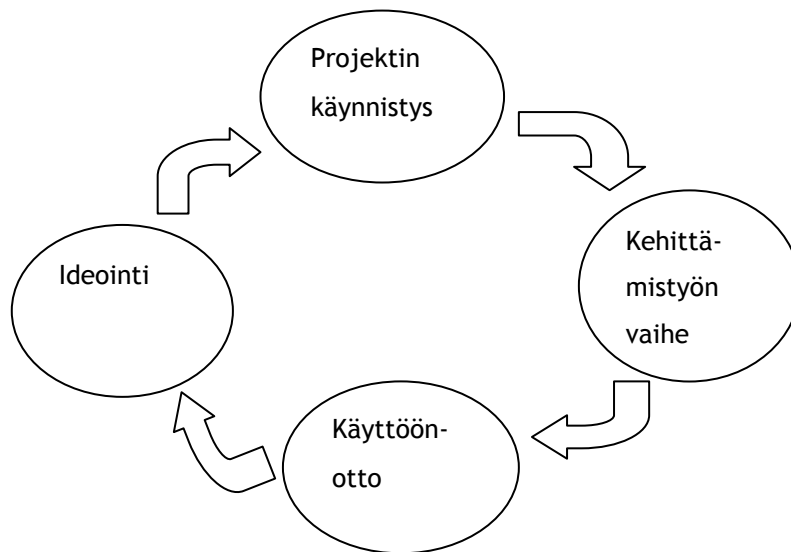 Projektin
käynnistys
Kehittä-
mistyön
vaihe
Ideointi
Käyttöön-
otto